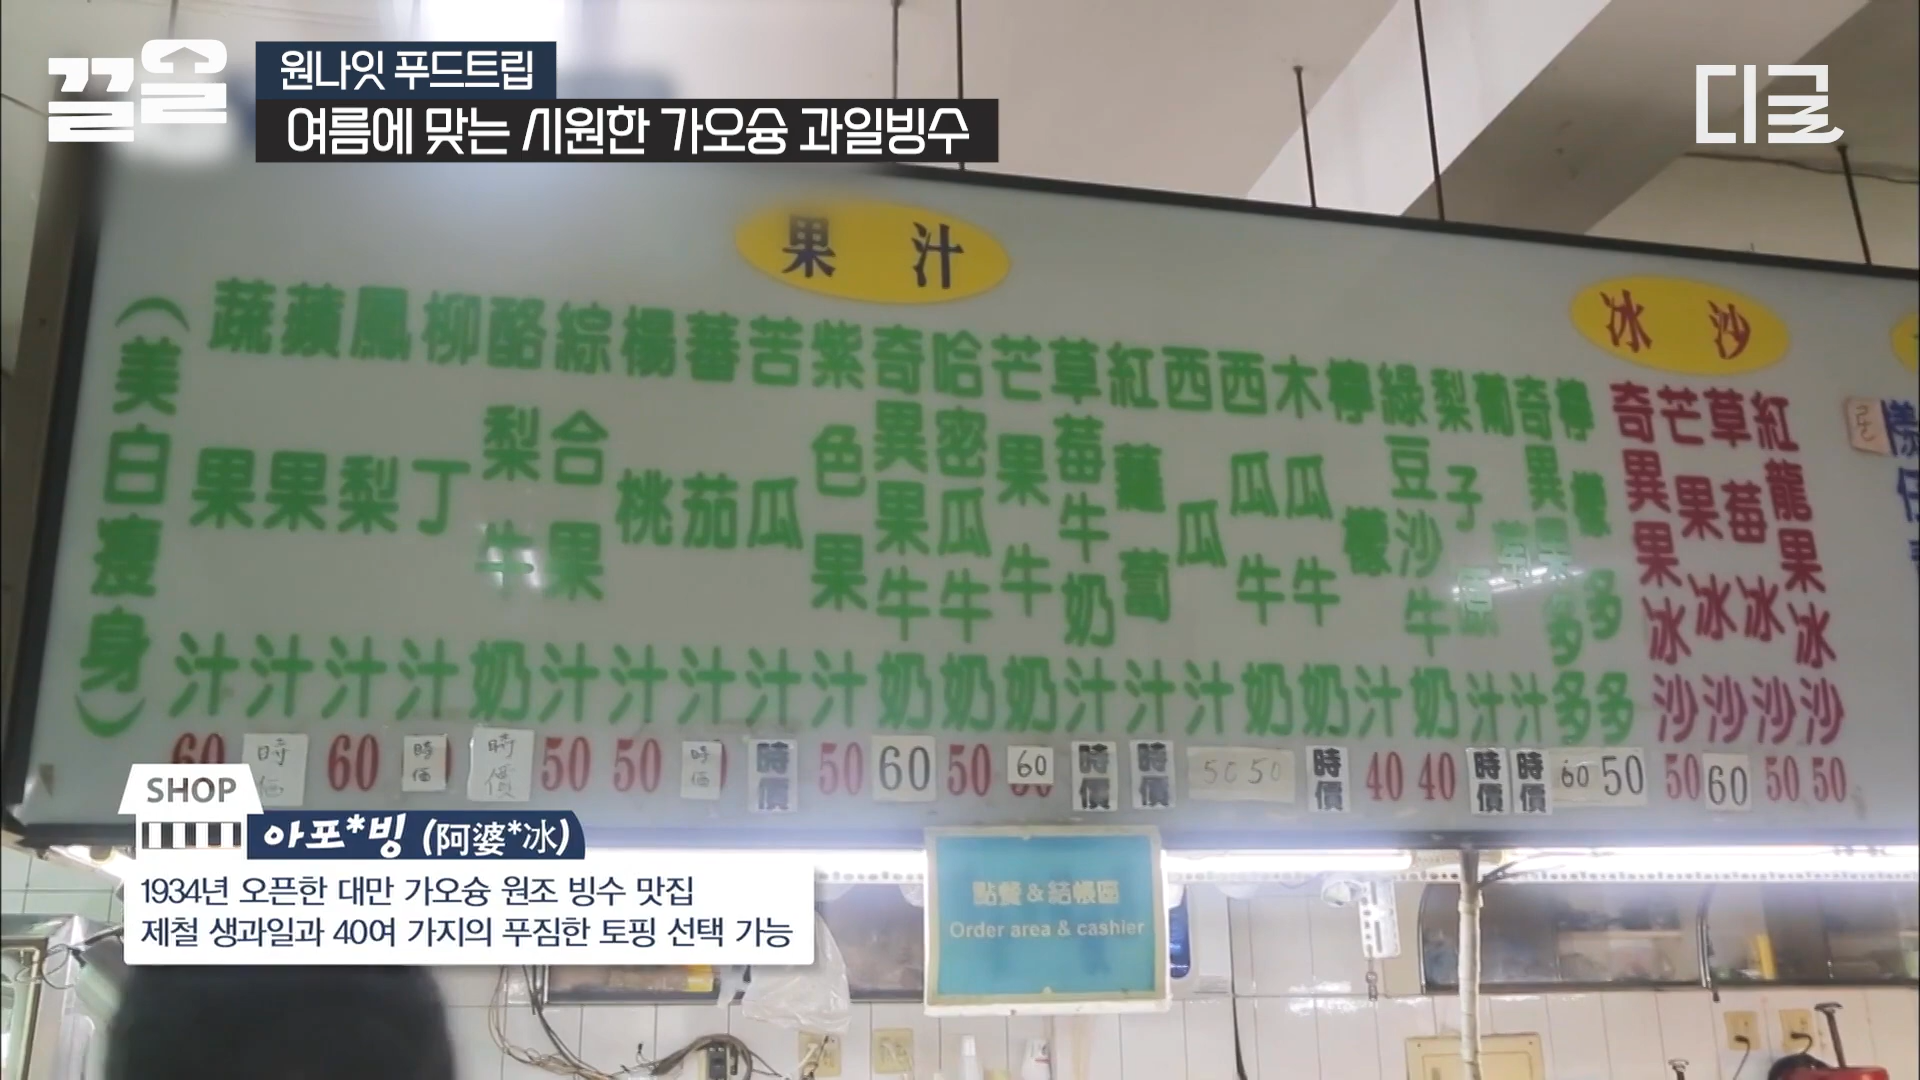 끌올
원나잇 푸드트립
여름에 맞는 시원한 가오슝 과일빙수
디글
果汁
(美白瘦身)
蔬果汁 60
蘋果汁 時価
鳳梨汁 60
柳丁汁 時価
酪梨牛奶 時價
綜合果汁 50
楊桃汁 50
蕃茄汁 時価
苦瓜汁 時價
紫色果汁 50
奇異果牛奶 60
哈密瓜牛奶 50
芒果牛奶 60
草莓牛奶汁 時價
紅蘿蔔汁 時價
西瓜汁 50
西瓜牛奶 50
木瓜牛奶 時價
檸檬汁 40
綠豆沙牛奶 40
梨子原汁 時價
葡萄汁 時價
奇異果多多 60
檸檬多多 50
冰沙
奇異果冰沙 50
芒果冰沙 60
草莓冰沙 50
紅龍果冰沙 50
SHOP
아포*빙 (阿婆*冰)
1934년 오픈한 대만 가오슝 원조 빙수 맛집
제철 생과일과 40여 가지의 푸짐한 토핑 선택 가능
點餐 & 結帳區
Order area & cashier